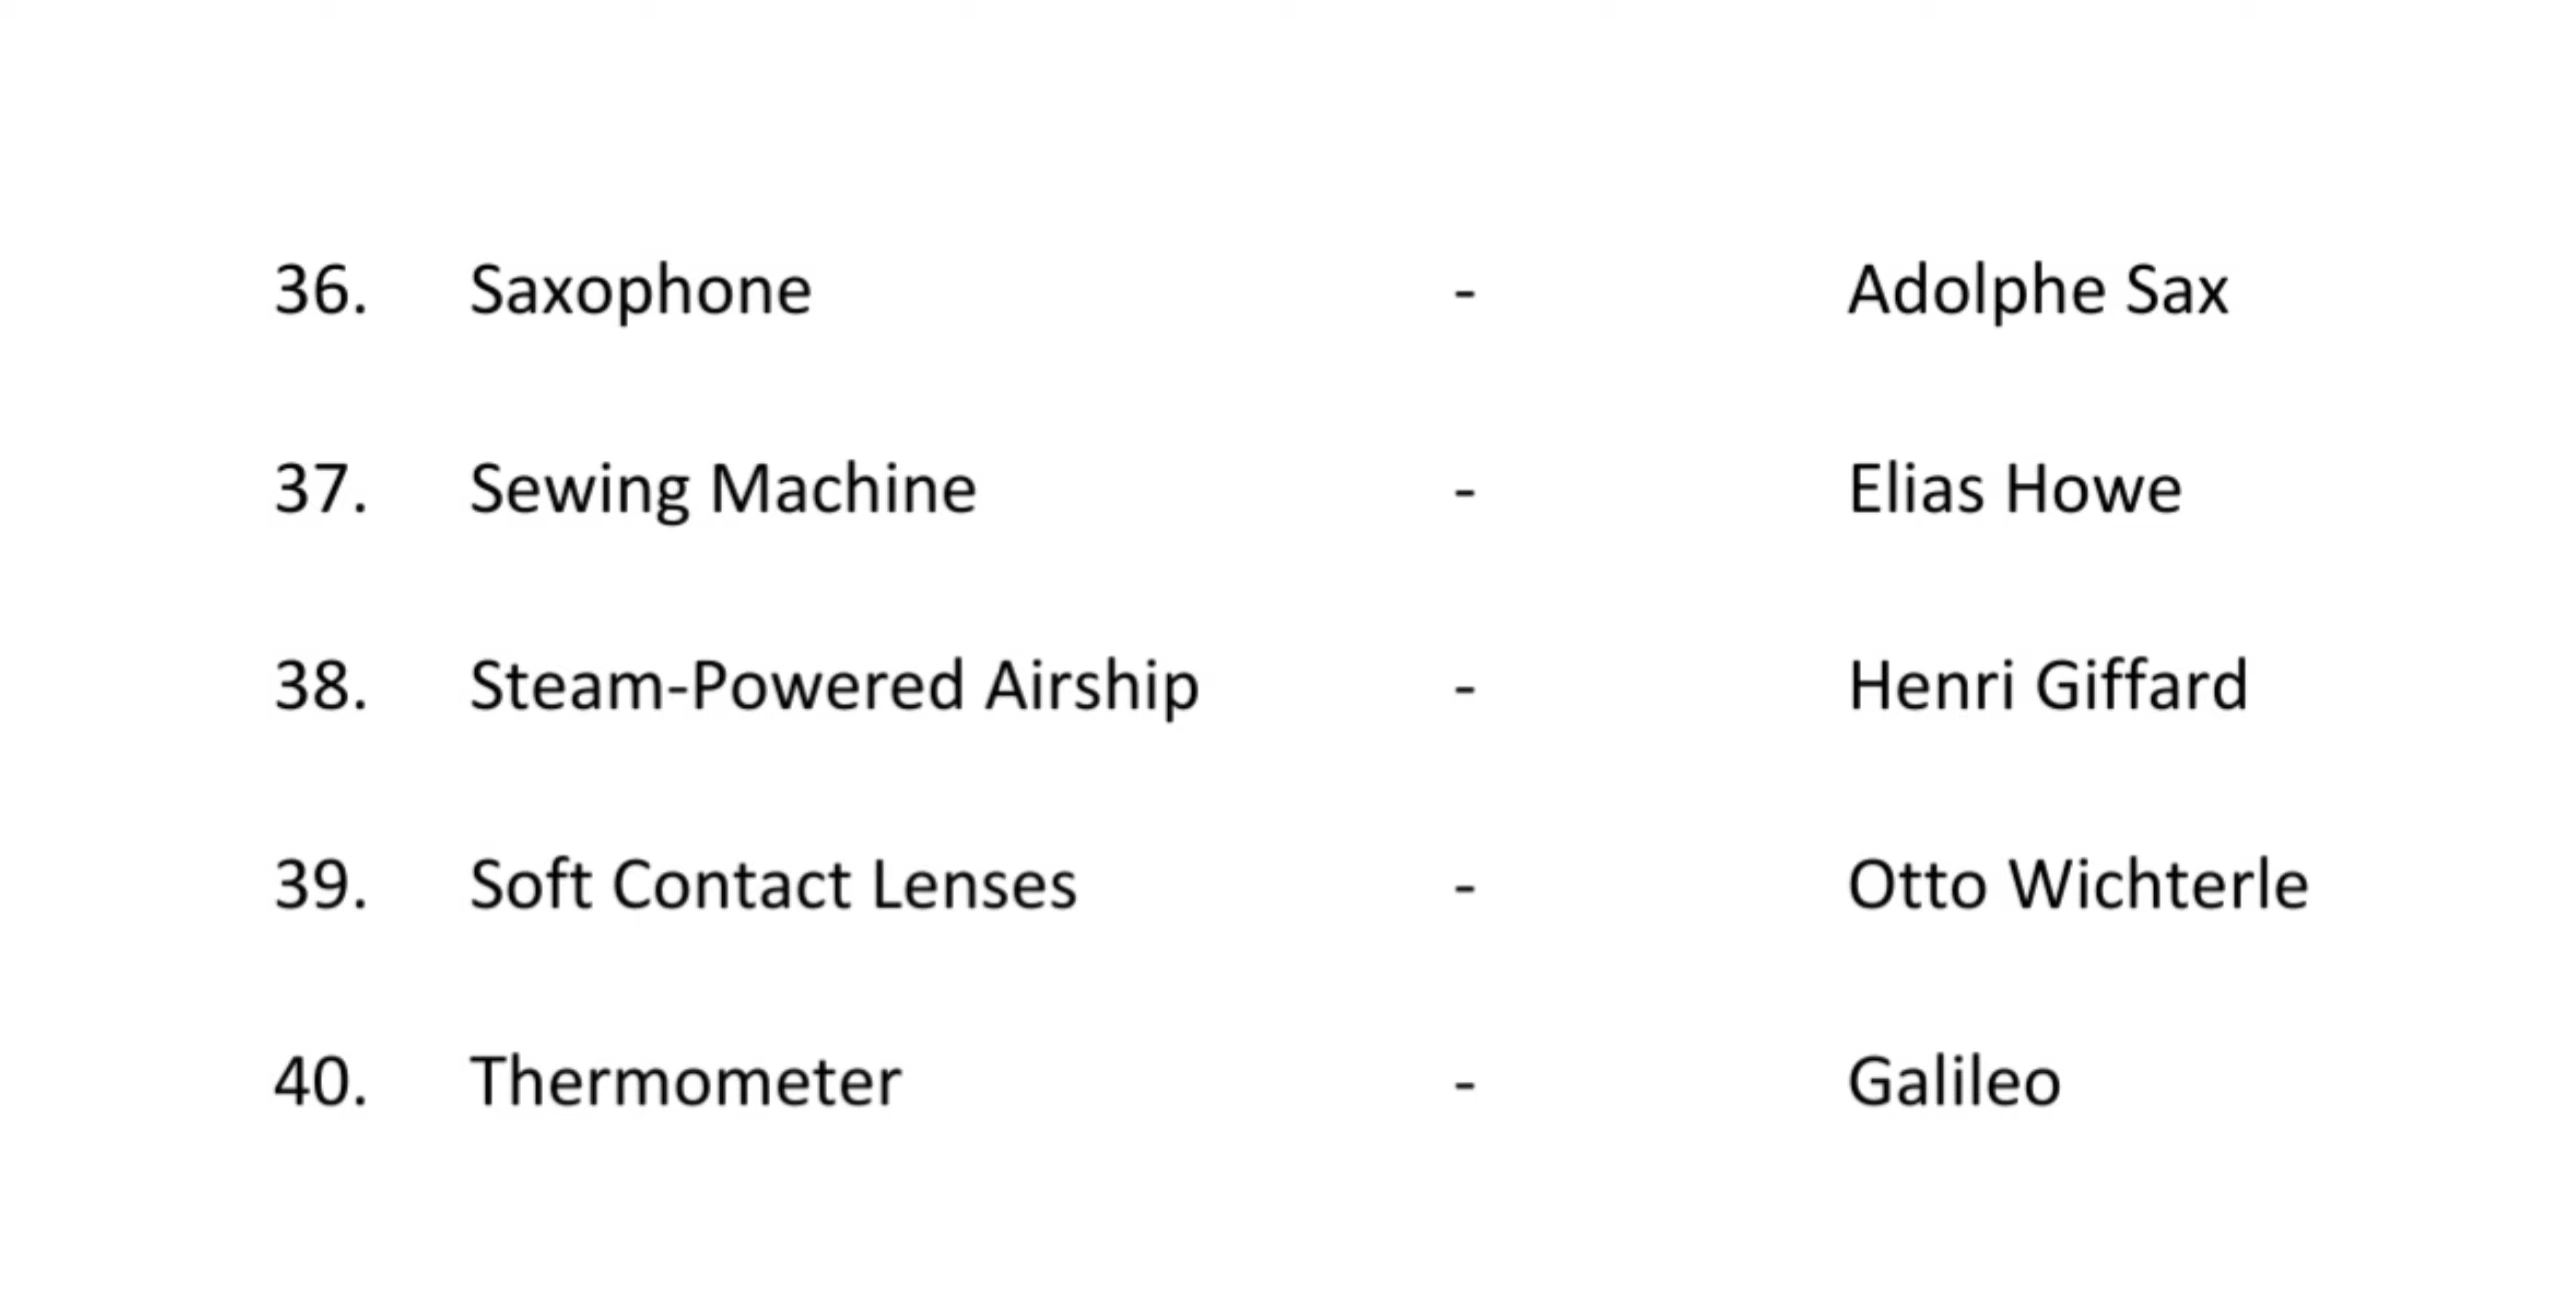 36. Saxophone - Adolphe Sax
37. Sewing Machine - Elias Howe
38. Steam-Powered Airship - Henri Giffard
39. Soft Contact Lenses - Otto Wichterle
40. Thermometer - Galileo